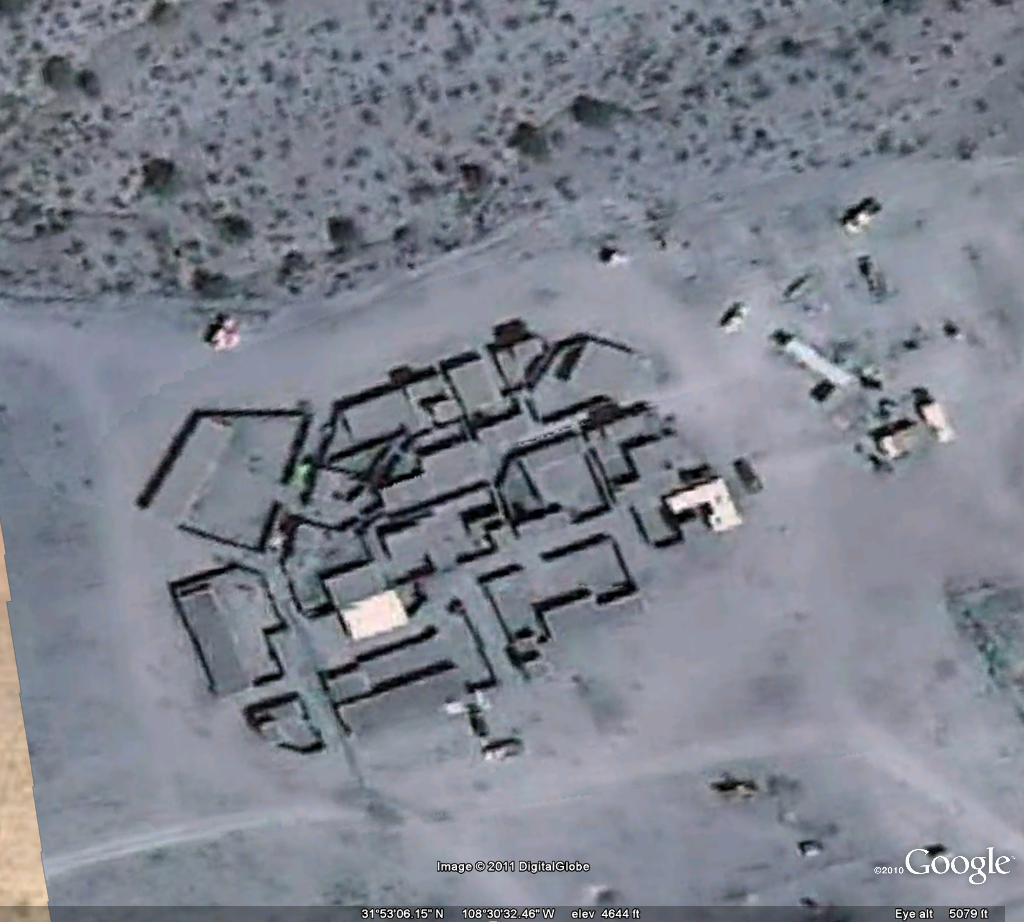 Image © 2011 DigitalGlobe
©2010 Google™
31°53'06.15" N 108°30'32.46" W elev 4644 ft Eye alt 5079 ft